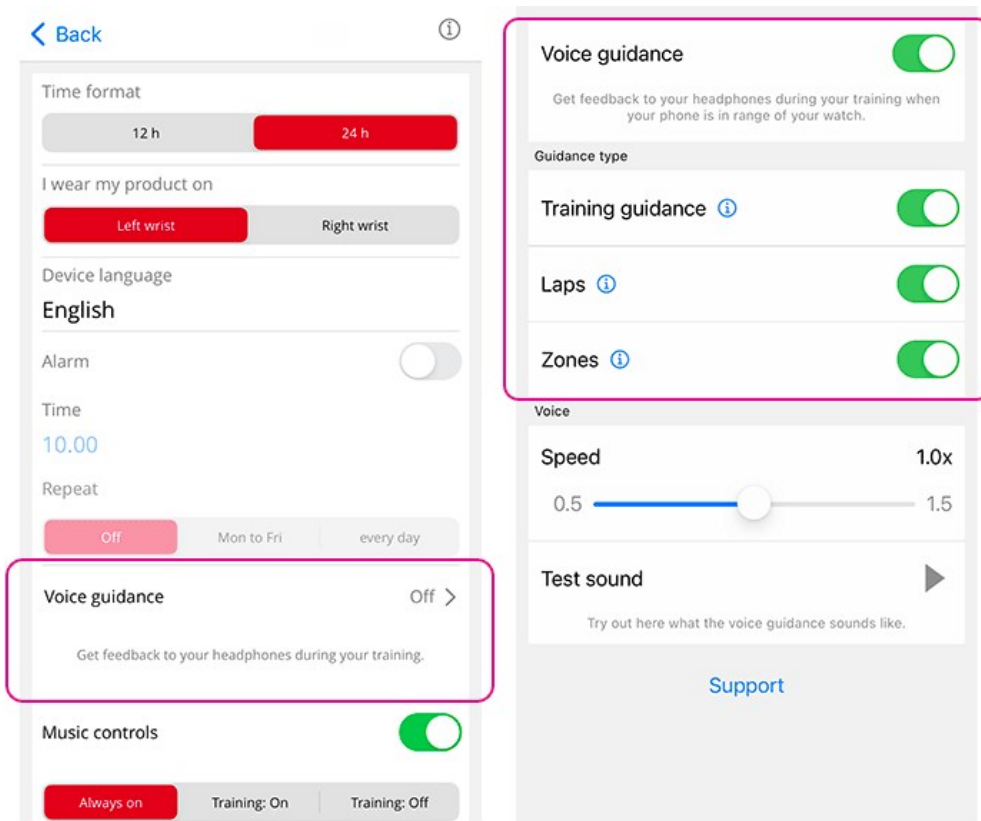 Back
Time format
12 h
24 h
I wear my product on
Left wrist
Right wrist
Device language
English
Alarm
Time
10.00
Repeat
Off
Mon to Fri
every day
Voice guidance
Off
Get feedback to your headphones during your training.
Music controls
Always on
Training: On
Training: Off
Voice guidance
Get feedback to your headphones during your training when
your phone is in range of your watch.
Guidance type
Training guidance
Laps
Zones
Voice
Speed
1.0x
0.5
1.5
Test sound
Try out here what the voice guidance sounds like.
Support